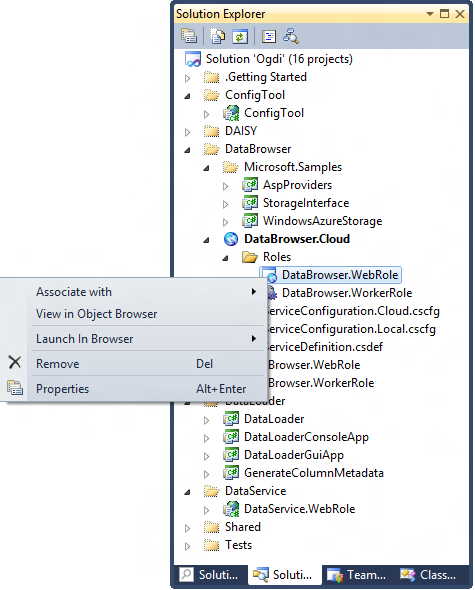 Solution Explorer
Solution 'Ogdi' (16 projects)
.Getting Started
ConfigTool
ConfigTool
DAISY
DataBrowser
Microsoft.Samples
AspProviders
StorageInterface
WindowsAzureStorage
DataBrowser.Cloud
Roles
DataBrowser.WebRole
DataBrowser.WorkerRole
Associate with
View in Object Browser
Launch In Browser
Remove Del
Properties Alt+Enter
erviceConfiguration.Cloud.cscfg
erviceConfiguration.Local.cscfg
erviceDefinition.csdef
Browser.WebRole
Browser.WorkerRole
DataLoader
DataLoader
DataLoaderConsoleApp
DataLoaderGuiApp
GenerateColumnMetadata
DataService
DataService.WebRole
Shared
Tests
Soluti... Soluti... Team... Class...